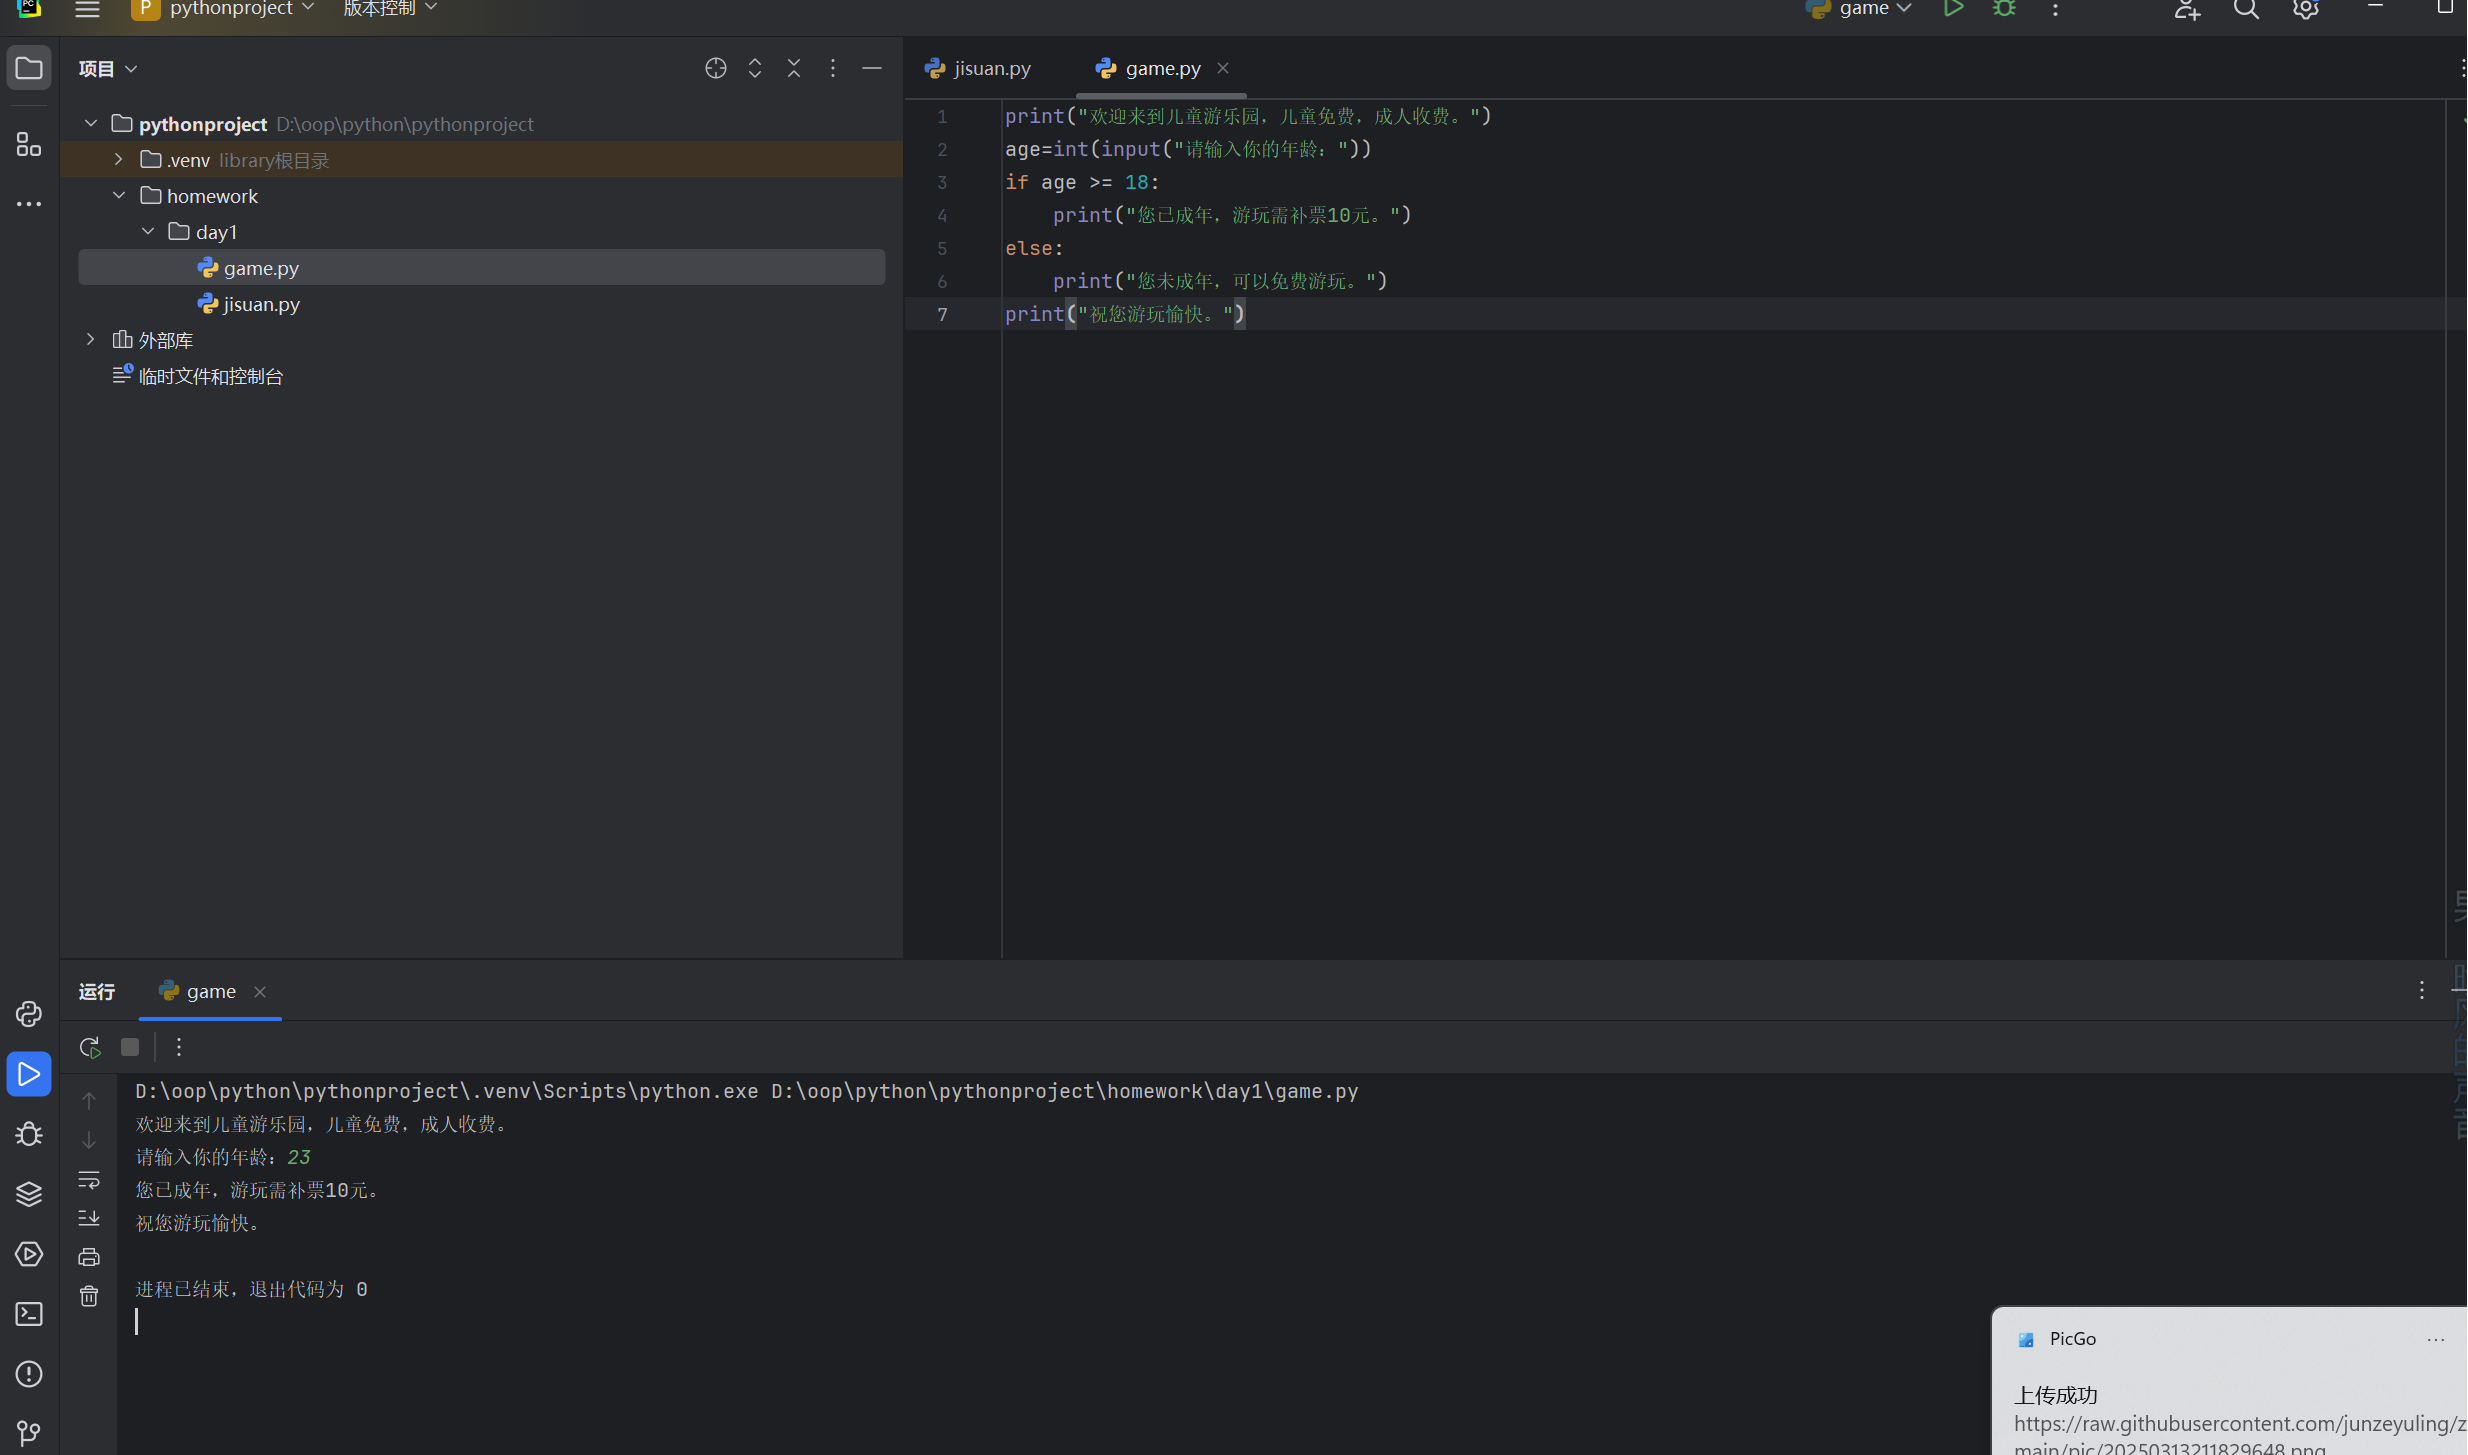 P pythonproject 版本控制 game
项目
pythonproject D:\oop\python\pythonproject
.venv library根目录
homework
day1
game.py
jisuan.py
外部库
临时文件和控制台
jisuan.py game.py
1 print("欢迎来到儿童游乐园，儿童免费，成人收费。")
2 age=int(input("请输入你的年龄："))
3 if age >= 18:
4     print("您已成年，游玩需补票10元。")
5 else:
6     print("您未成年，可以免费游玩。")
7 print("祝您游玩愉快。")
运行 game
D:\oop\python\pythonproject\.venv\Scripts\python.exe D:\oop\python\pythonproject\homework\day1\game.py
欢迎来到儿童游乐园，儿童免费，成人收费。
请输入你的年龄：23
您已成年，游玩需补票10元。
祝您游玩愉快。
进程已结束，退出代码为 0
PicGo
上传成功
https://raw.githubusercontent.com/junzeyuling/z
main/pic/20250313211829648.png